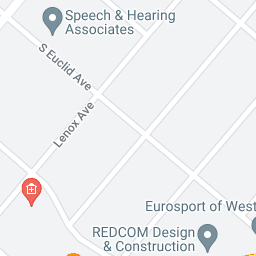 Speech & Hearing
Associates
S Euclid Ave
Lenox Ave
Eurosport of West
REDCOM Design
& Construction